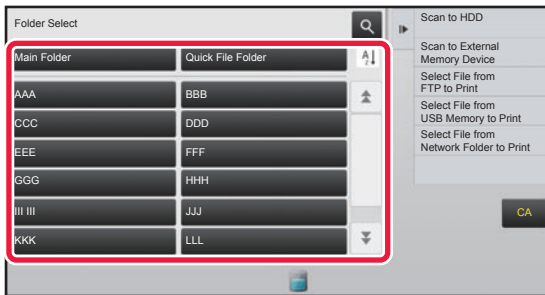 Folder Select
Main Folder
Quick File Folder
A
Z
AAA
BBB
CCC
DDD
EEE
FFF
GGG
HHH
III III
JJJ
KKK
LLL
Scan to HDD
Scan to External
Memory Device
Select File from
FTP to Print
Select File from
USB Memory to Print
Select File from
Network Folder to Print
CA